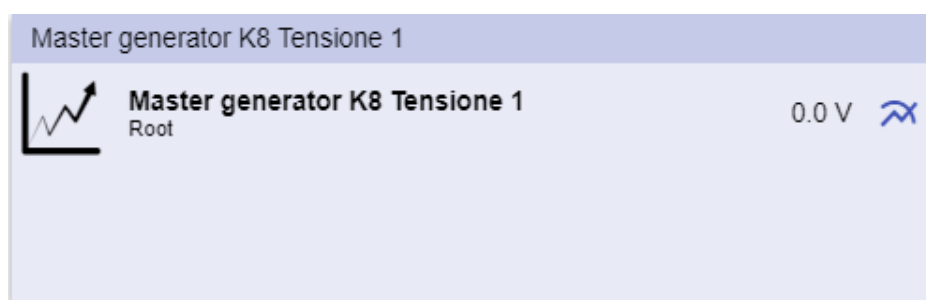 Master generator K8 Tensione 1
Master generator K8 Tensione 1
0.0 V
Root